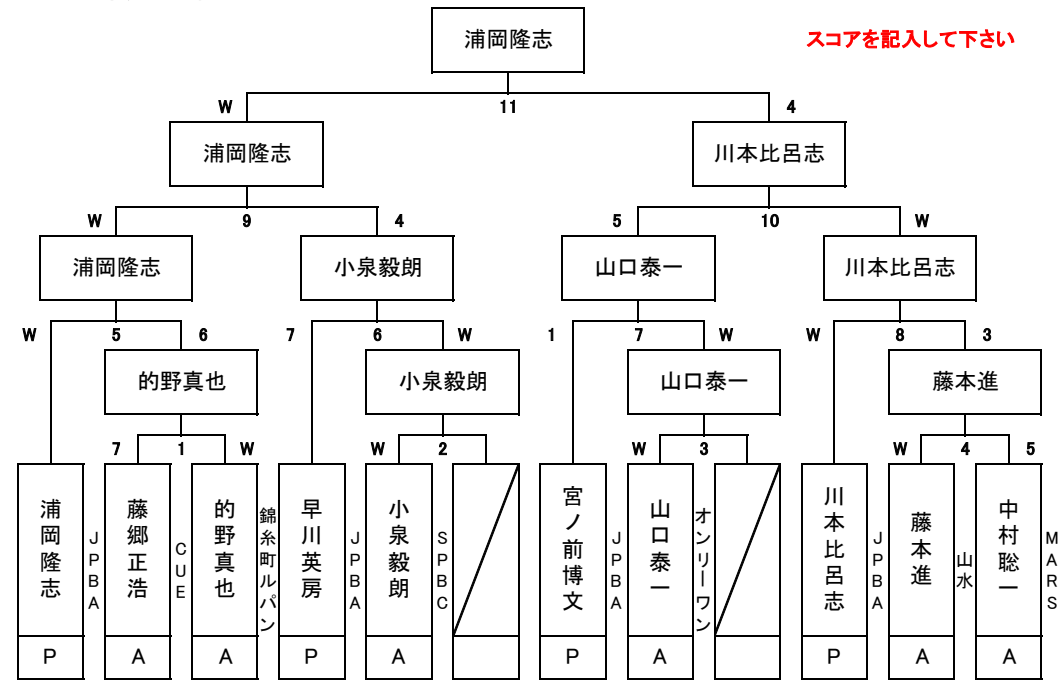 浦岡隆志
スコアを記入して下さい
W 11 4
浦岡隆志 川本比呂志
W 9 4 5 10 W
浦岡隆志 小泉毅朗 山口泰一 川本比呂志
W 5 6 7 6 W 1 7 W W 8 3
的野真也 小泉毅朗 山口泰一 藤本進
7 1 W W 2 W 3 W 4 5
浦岡隆志
JPBA
藤郷正浩
CUE
的野真也
錦糸町ルパン
早川英房
JPBA
小泉毅朗
SPBC
宮ノ前博文
JPBA
山口泰一
オンリーワン
川本比呂志
JPBA
藤本進
山水
中村聡一
MARS
P A A P A P A P A A